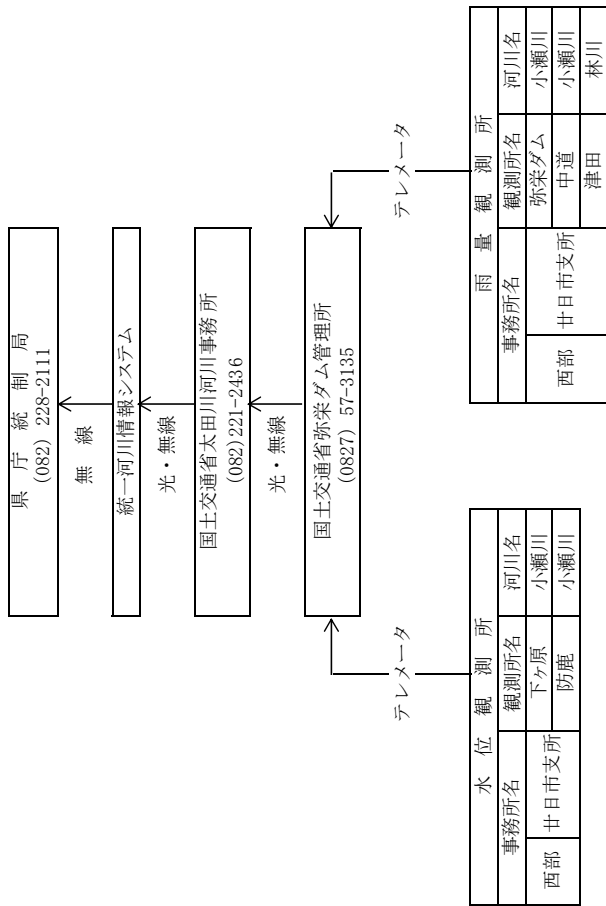 県 庁 統 制 局
(082) 228-2111
無 線
統一河川情報システム
光・無線
国土交通省太田川河川事務所
(082)221-2436
光・無線
国土交通省弥栄ダム管理所
(0827) 57-3135
テレメータ
テレメータ
水 位 観 測 所
事務所名 観測所名 河川名
西部 廿日市支所 下ヶ原 小瀬川
防鹿 小瀬川
雨 量 観 測 所
事務所名 観測所名 河川名
西部 廿日市支所 弥栄ダム 小瀬川
中道 小瀬川
津田 林川